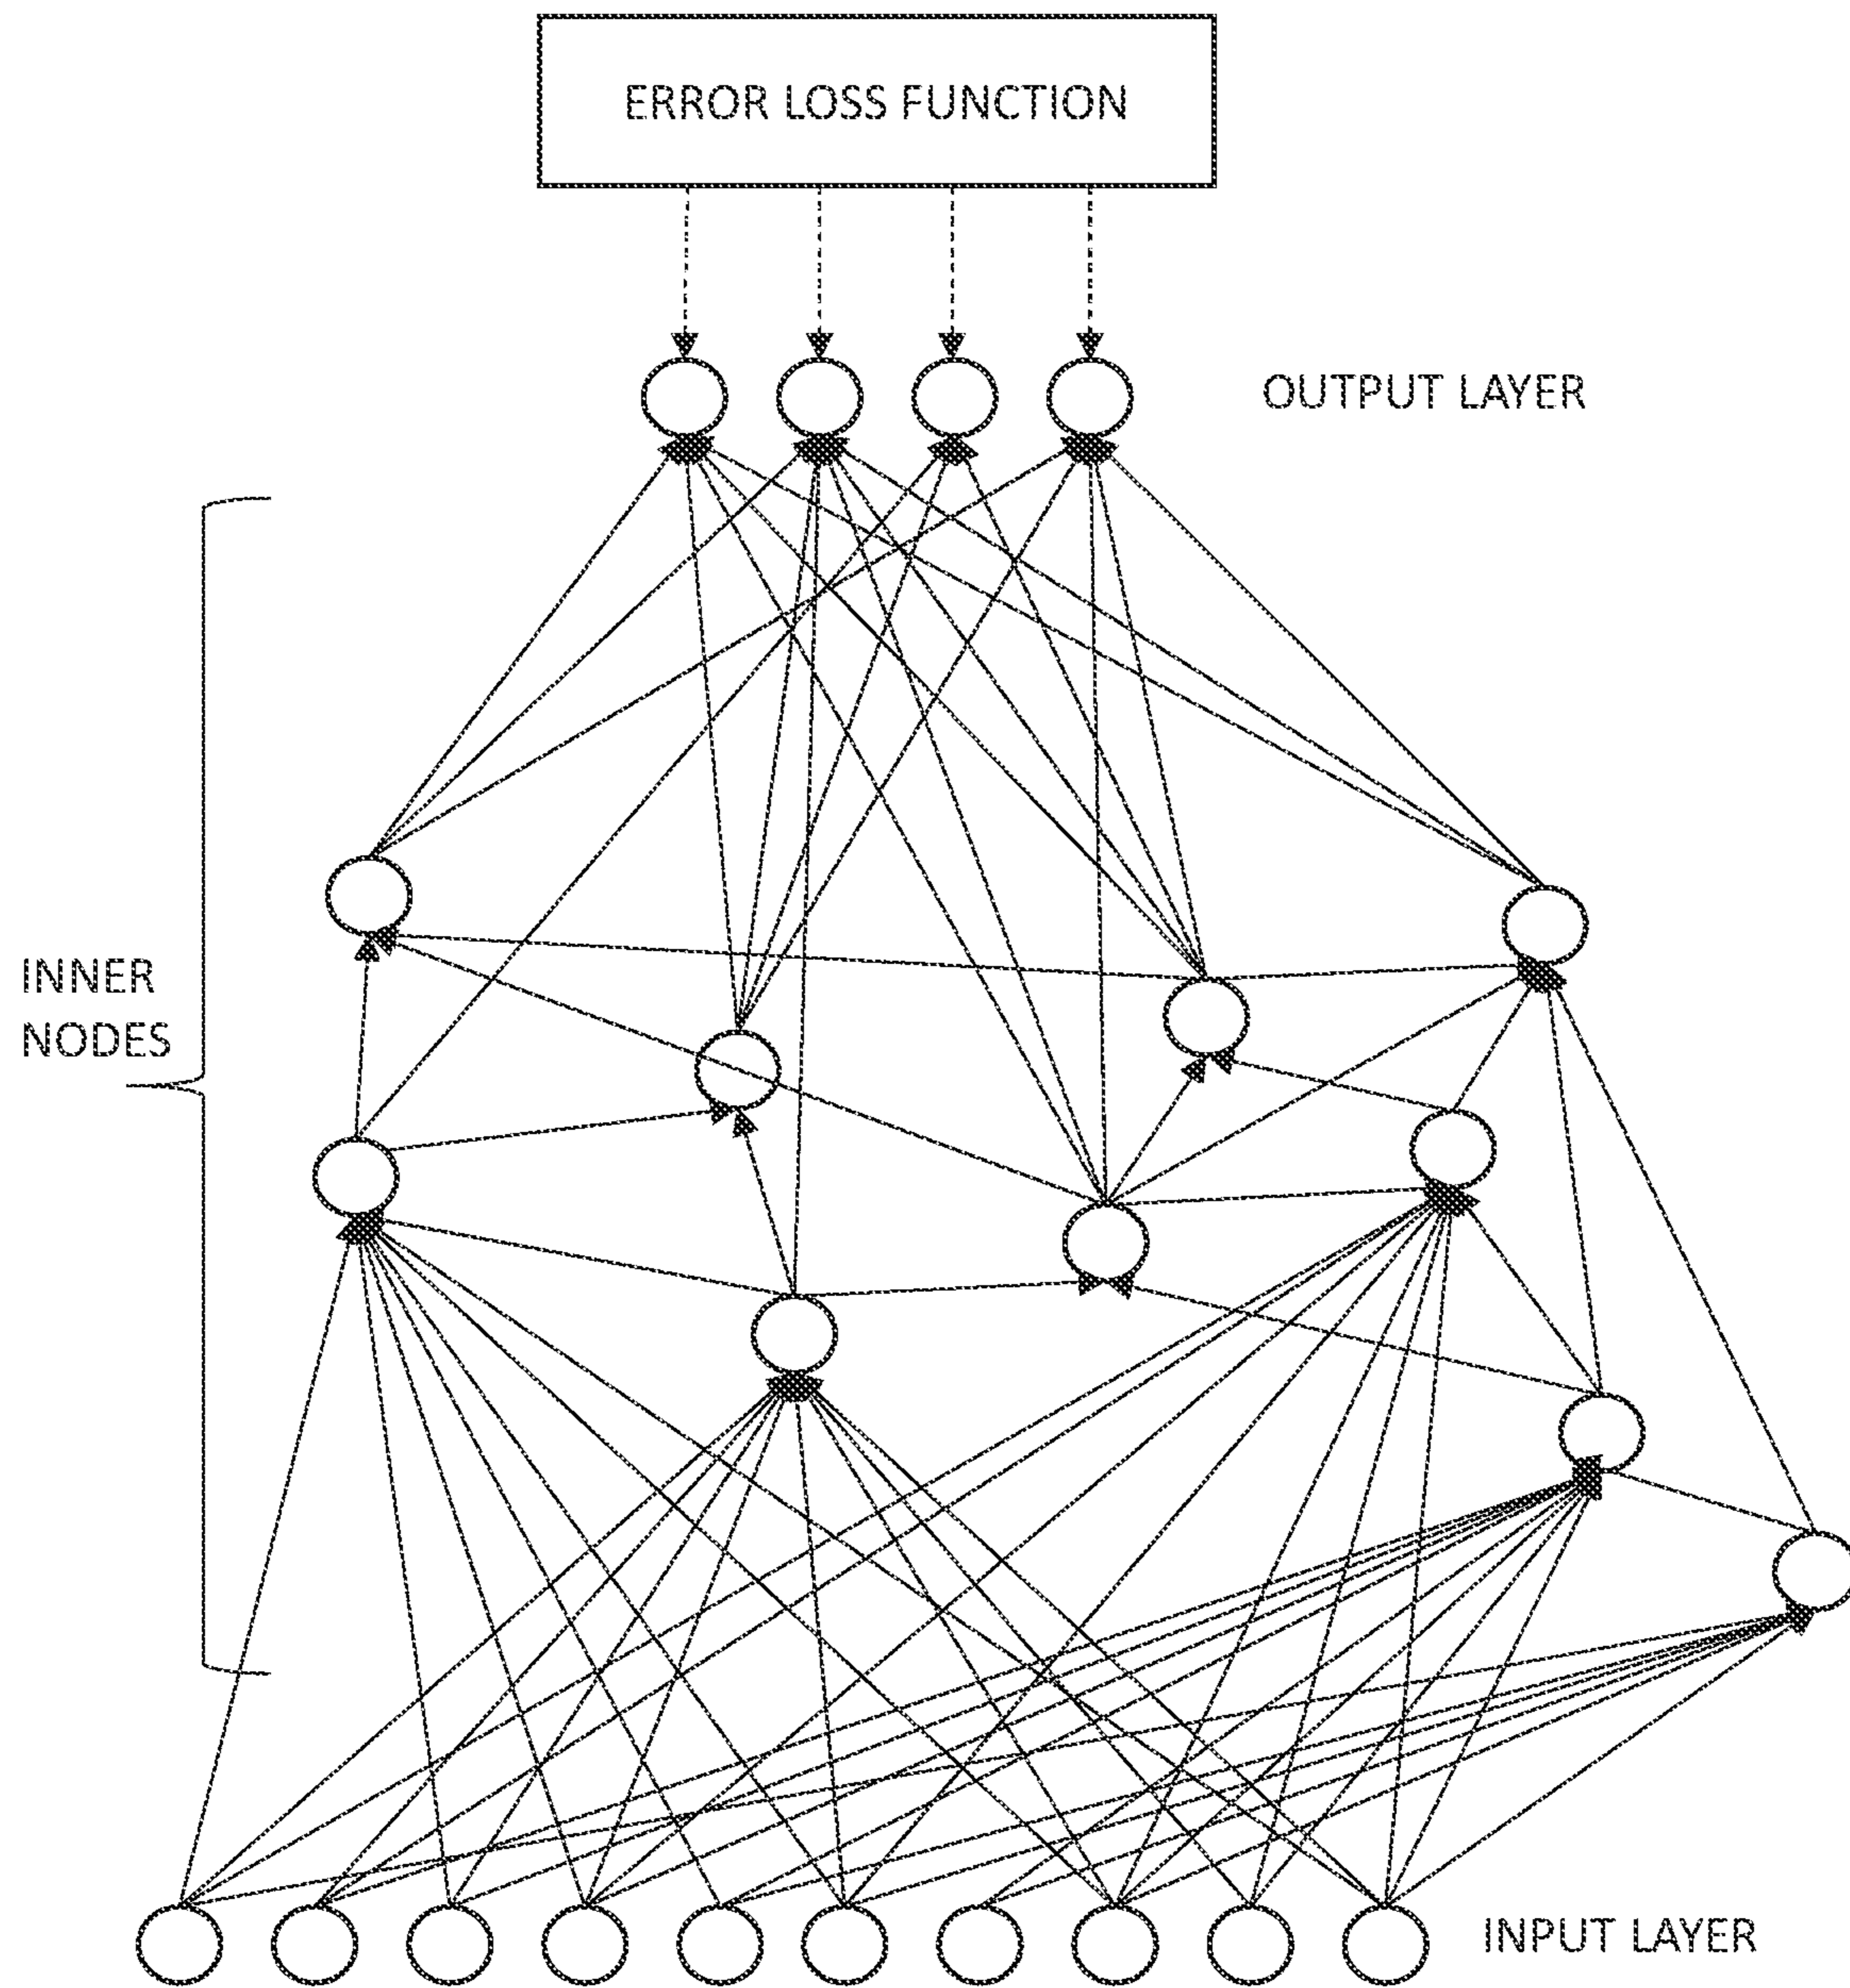 ERROR LOSS FUNCTION
OUTPUT LAYER
INNER
NODES
INPUT LAYER